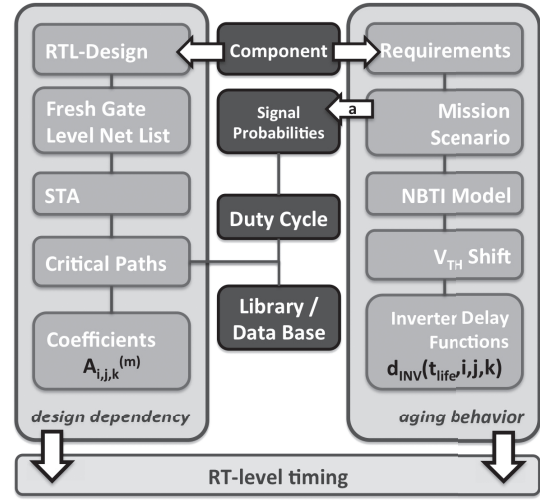 RTL-Design
Fresh Gate
Level Net List
STA
Critical Paths
Coefficients
A i,j,k (m)
design dependency
Component
Signal
Probabilities
a
Duty Cycle
Library /
Data Base
Requirements
Mission
Scenario
NBTI Model
VTH Shift
Inverter Delay
Functions
dINV(tlife,i,j,k)
aging behavior
RT-level timing